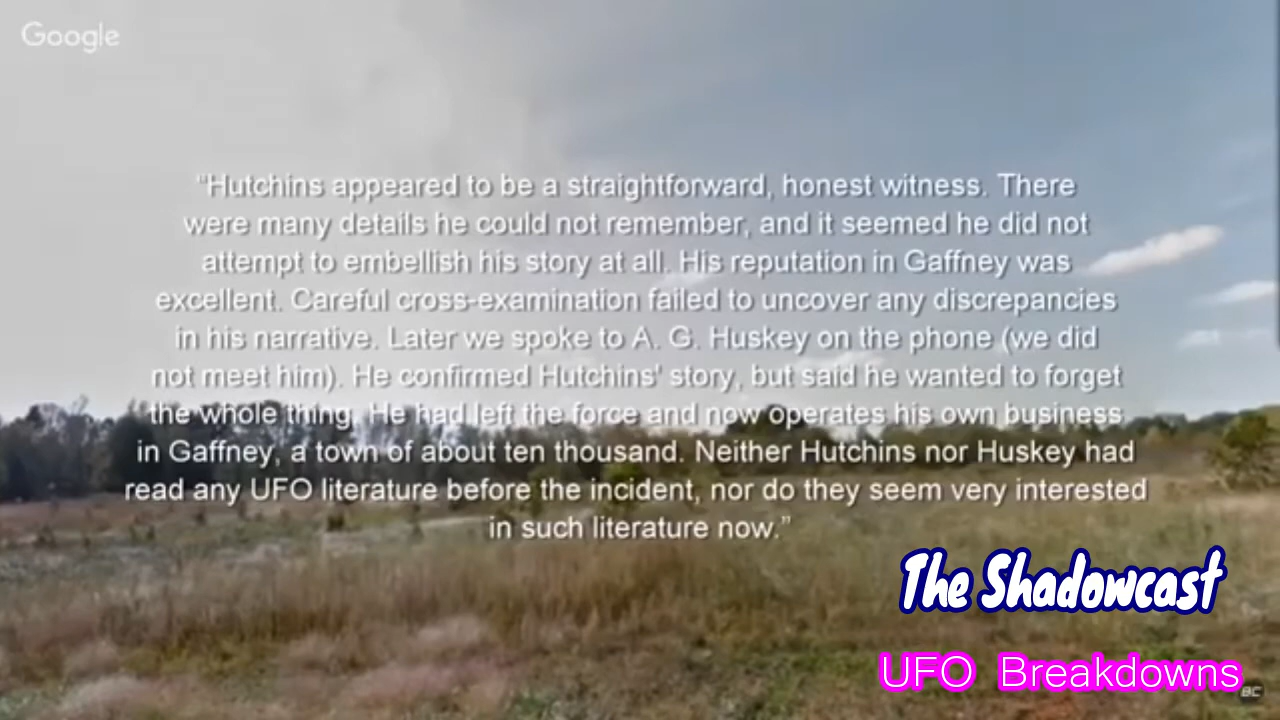 Google
“Hutchins appeared to be a straightforward, honest witness. There
were many details he could not remember, and it seemed he did not
attempt to embellish his story at all. His reputation in Gaffney was
excellent. Careful cross-examination failed to uncover any discrepancies
in his narrative. Later we spoke to A. G. Huskey on the phone (we did
not meet him). He confirmed Hutchins' story, but said he wanted to forget
the whole thing. He had left the force and now operates his own business
in Gaffney, a town of about ten thousand. Neither Hutchins nor Huskey had
read any UFO literature before the incident, nor do they seem very interested
in such literature now.”
The Shadowcast
UFO Breakdowns
BC